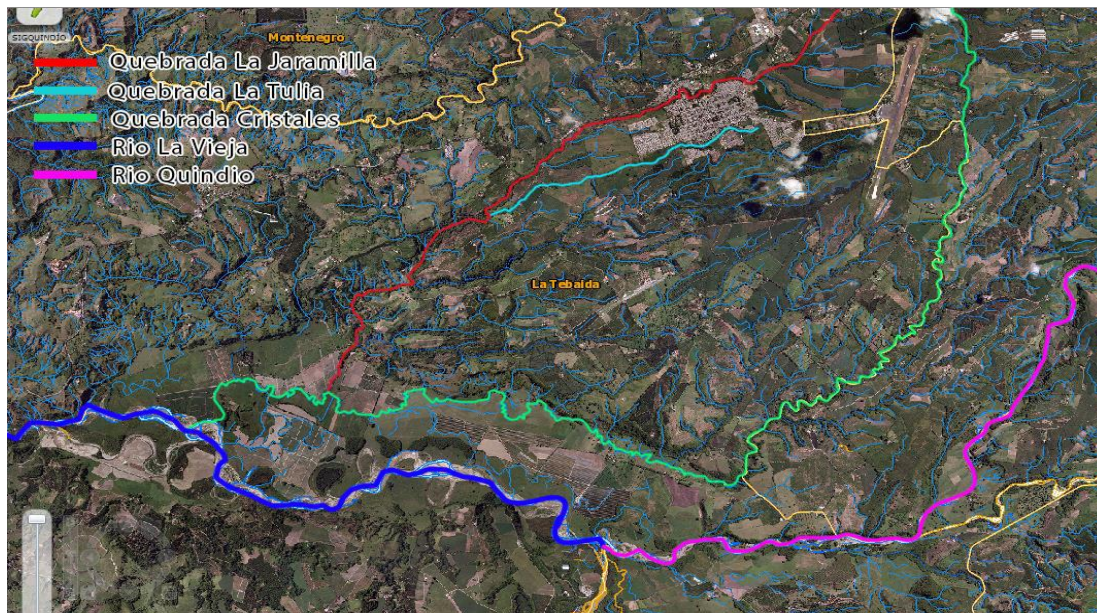 SIGQUINDIO
Montenegro
Quebrada La Jaramilla
Quebrada La Tulia
Quebrada Cristales
Rio La Vieja
Rio Quindio
La Tebaida